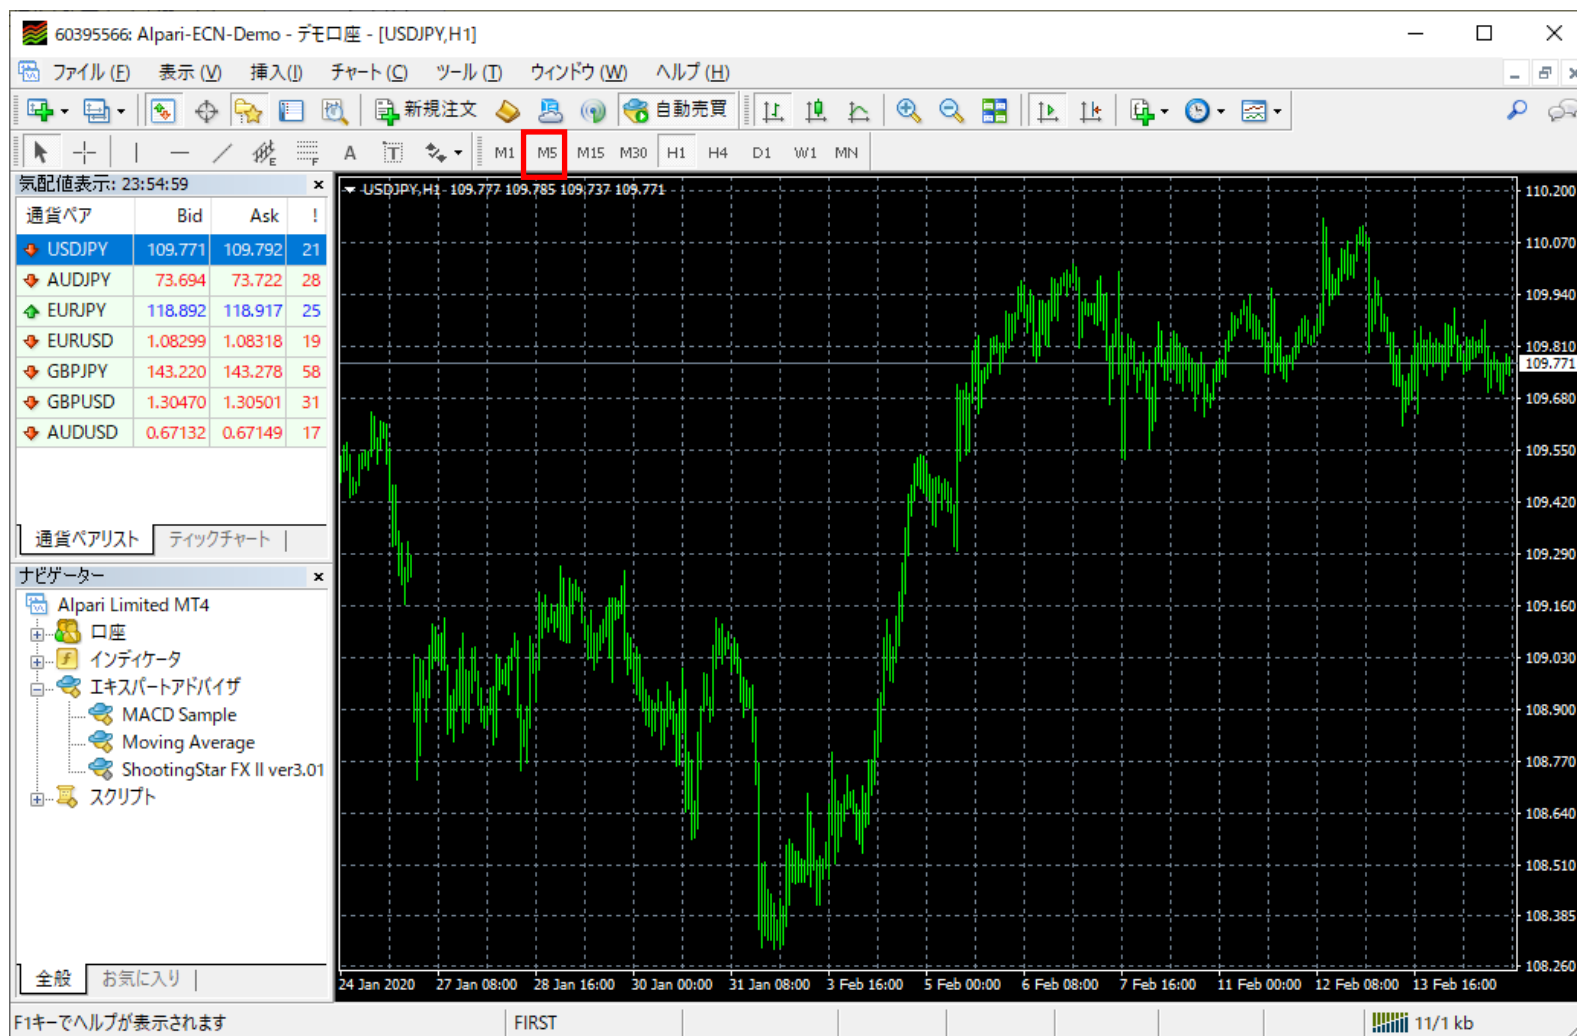 60395566: Alpari-ECN-Demo - デモ口座 - [USDJPY,H1]
ファイル (F) 表示 (V) 挿入(I) チャート (C) ツール (T) ウィンドウ (W) ヘルプ (H)
新規注文 自動売買
A T M1 M5 M15 M30 H1 H4 D1 W1 MN
気配値表示: 23:54:59
通貨ペア Bid Ask !
USDJPY 109.771 109.792 21
AUDJPY 73.694 73.722 28
EURJPY 118.892 118.917 25
EURUSD 1.08299 1.08318 19
GBPJPY 143.220 143.278 58
GBPUSD 1.30470 1.30501 31
AUDUSD 0.67132 0.67149 17
通貨ペアリスト ティックチャート
ナビゲーター
Alpari Limited MT4
口座
インディケータ
エキスパートアドバイザ
MACD Sample
Moving Average
ShootingStar FX II ver3.01
スクリプト
全般 お気に入り
USDJPY,H1 109.777 109.785 109.737 109.771
110.200
110.070
109.940
109.810
109.771
109.680
109.550
109.420
109.290
109.160
109.030
108.900
108.770
108.640
108.510
108.385
108.260
24 Jan 2020 27 Jan 08:00 28 Jan 16:00 30 Jan 00:00 31 Jan 08:00 3 Feb 16:00 5 Feb 00:00 6 Feb 08:00 7 Feb 16:00 11 Feb 00:00 12 Feb 08:00 13 Feb 16:00
F1キーでヘルプが表示されます FIRST 11/1 kb